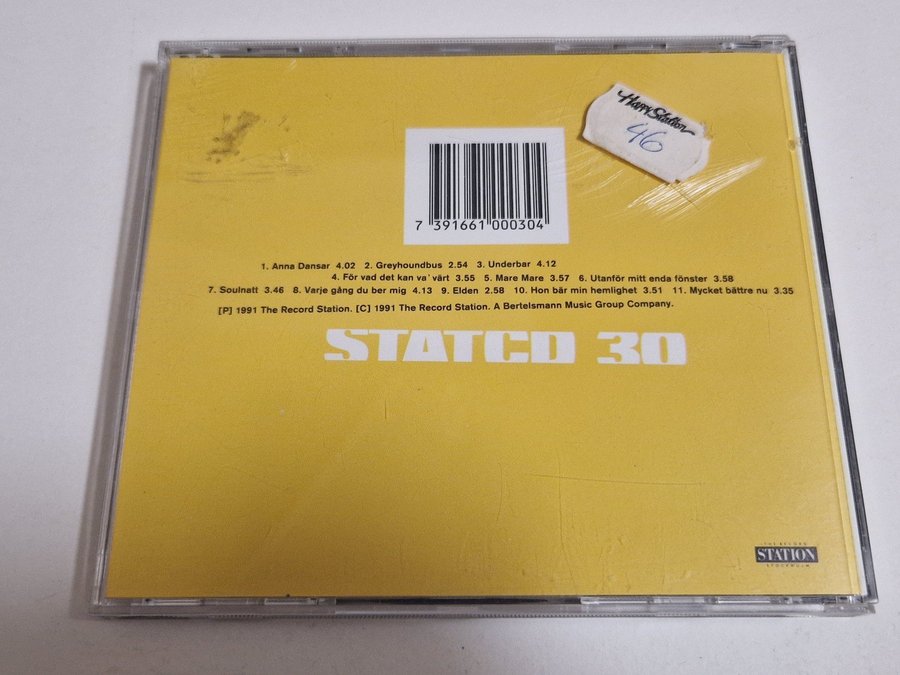 Harry Station
46
7 391661 000304
1. Anna Dansar 4.02 2. Greyhoundbus 2.54 3. Underbar 4.12
4. För vad det kan va' värt 3.55 5. Mare Mare 3.57 6. Utanför mitt enda fönster 3.58
7. Soulnatt 3.46 8. Varje gång du ber mig 4.13 9. Elden 2.58 10. Hon bär min hemlighet 3.51 11. Mycket bättre nu 3.35
[P] 1991 The Record Station. [C] 1991 The Record Station. A Bertelsmann Music Group Company.
STATCD 30
THE RECORD
STATION
STOCKHOLM